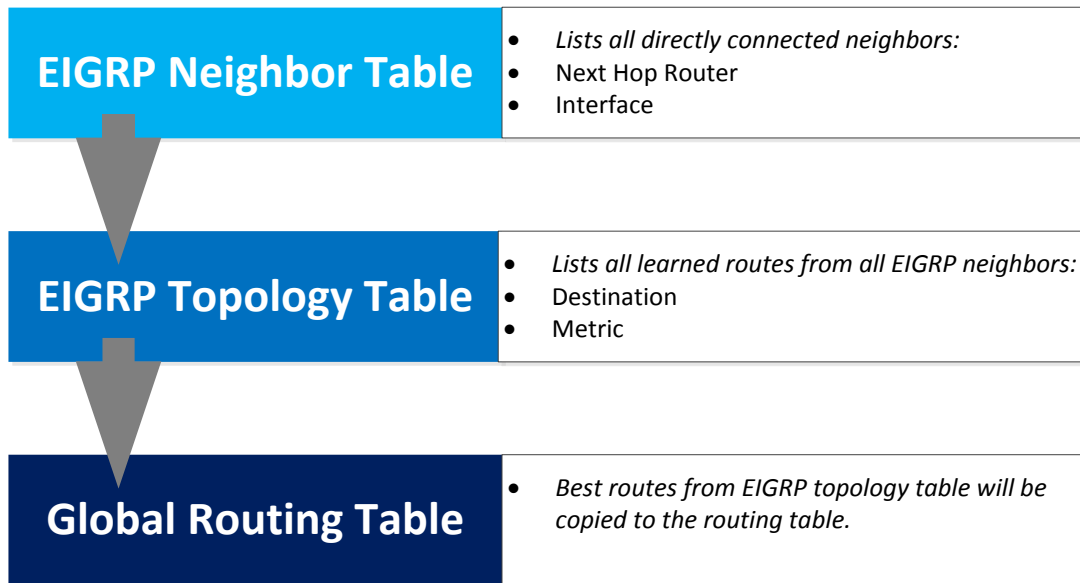 EIGRP Neighbor Table
• Lists all directly connected neighbors:
• Next Hop Router
• Interface
EIGRP Topology Table
• Lists all learned routes from all EIGRP neighbors:
• Destination
• Metric
Global Routing Table
• Best routes from EIGRP topology table will be
copied to the routing table.